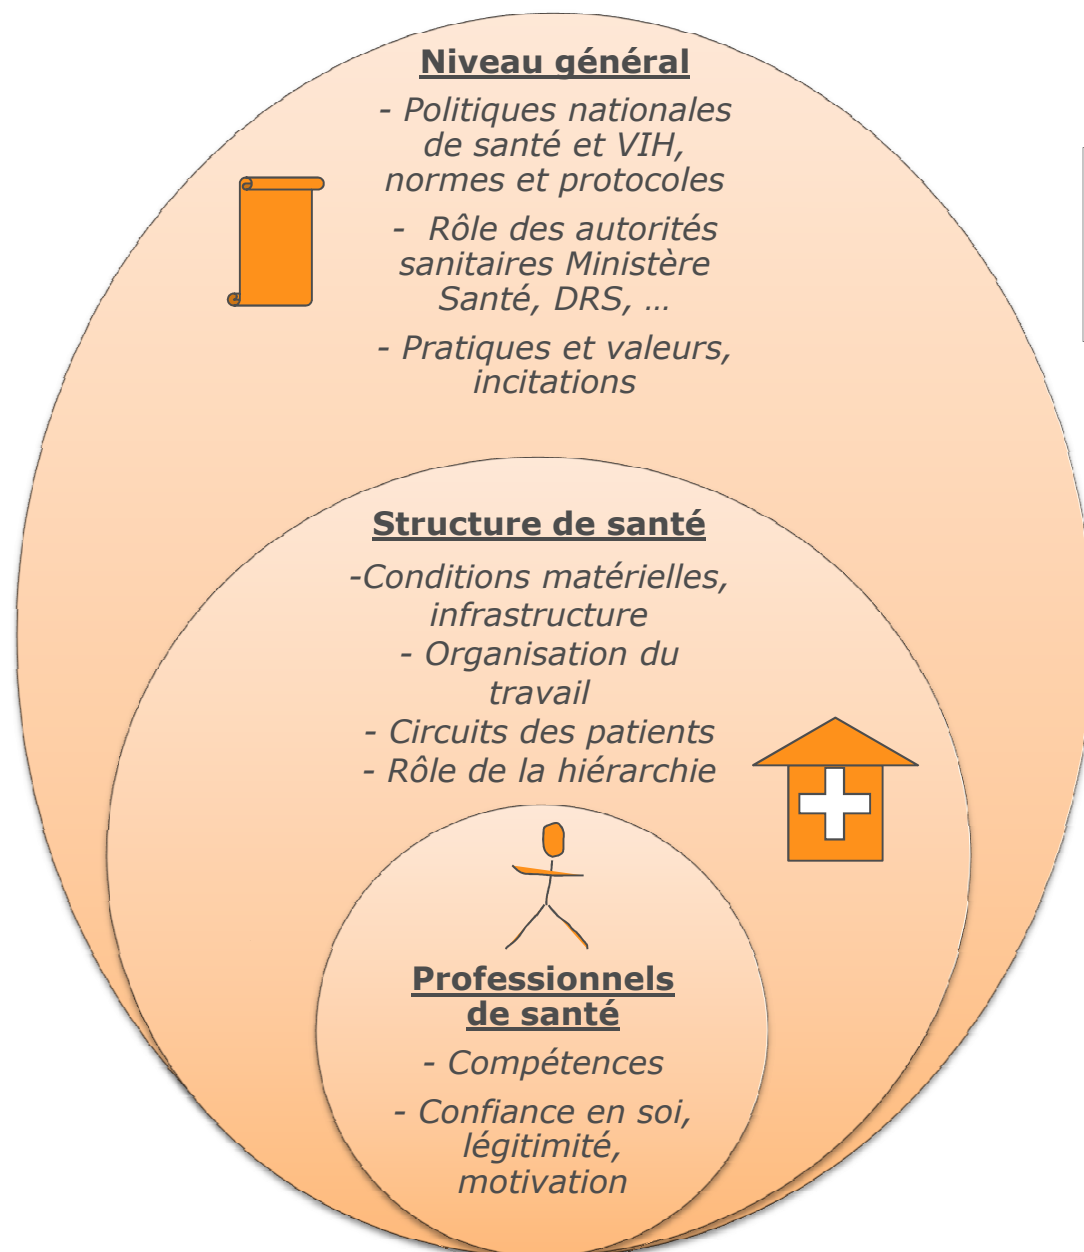 Niveau général
- Politiques nationales
de santé et VIH,
normes et protocoles
- Rôle des autorités
sanitaires Ministère
Santé, DRS, …
- Pratiques et valeurs,
incitations
Structure de santé
-Conditions matérielles,
infrastructure
- Organisation du
travail
- Circuits des patients
- Rôle de la hiérarchie
Professionnels
de santé
- Compétences
- Confiance en soi,
légitimité,
motivation